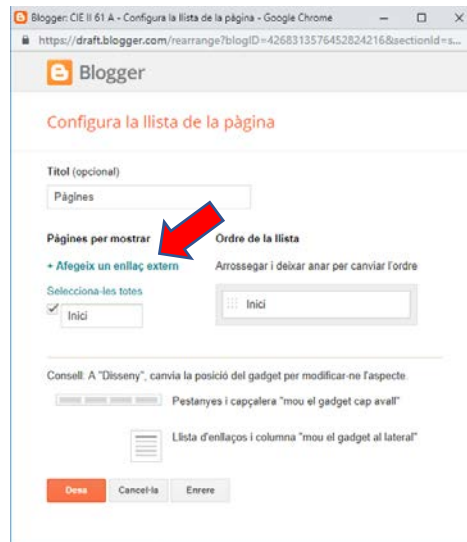 Blogger: CIE II 61 A - Configura la llista de la pàgina - Google Chrome
https://draft.blogger.com/rearrange?blogID=4268313576452824216&sectionId=s...
Blogger
Configura la llista de la pàgina
Títol (opcional)
Pàgines
Pàgines per mostrar
Ordre de la llista
+ Afegeix un enllaç extern
Arrossegar i deixar anar per canviar l'ordre
Selecciona-les totes
Inici
Inici
Consell: A "Disseny", canvia la posició del gadget per modificar-ne l'aspecte.
Pestanyes i capçalera "mou el gadget cap avall"
Llista d'enllaços i columna "mou el gadget al lateral"
Desa
Cancel·la
Enrere